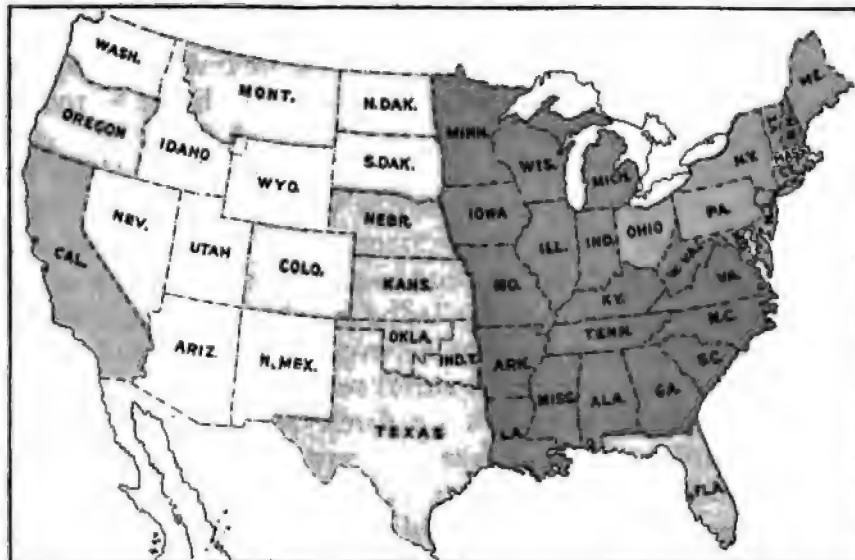 WASH.
MONT.
N.DAK.
MINN.
ME.
OREGON
IDAHO
S.DAK.
WIS.
MICH.
N.Y.
MASS.
WYO.
NEBR.
IOWA
PA.
NEV.
UTAH
COLO.
ILL.
IND.
OHIO
W.VA.
VA.
CAL.
KANS.
MO.
KY.
N.C.
TENN.
ARIZ.
N.MEX.
OKLA.
IND.T.
ARK.
S.C.
MISS.
ALA.
GA.
TEXAS
LA.
FLA.